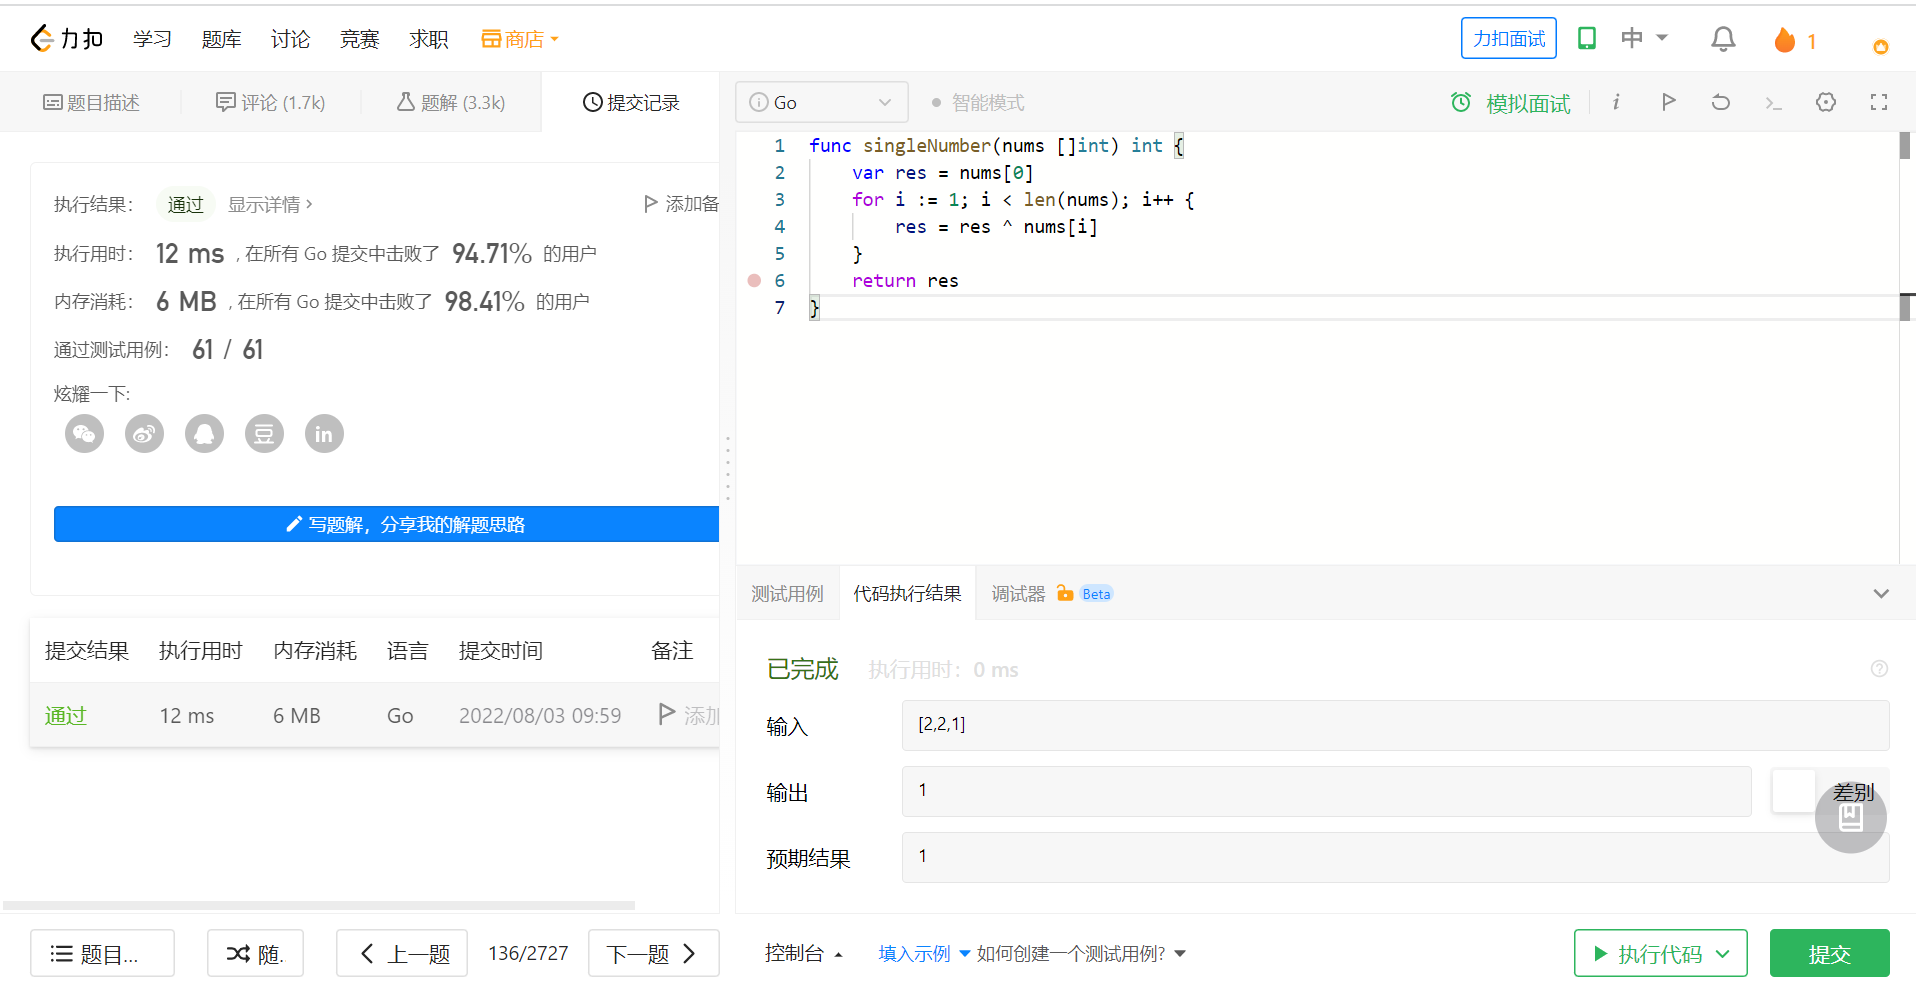 力扣 学习 题库 讨论 竞赛 求职 商店 力扣面试 中 1
题目描述 评论 (1.7k) 题解 (3.3k) 提交记录
执行结果： 通过 显示详情 › 添加备
执行用时： 12 ms , 在所有 Go 提交中击败了 94.71% 的用户
内存消耗： 6 MB , 在所有 Go 提交中击败了 98.41% 的用户
通过测试用例： 61 / 61
炫耀一下:
豆 in
写题解，分享我的解题思路
提交结果 执行用时 内存消耗 语言 提交时间 备注
通过 12 ms 6 MB Go 2022/08/03 09:59 添加
题目... 随. 上一题 136/2727 下一题
Go 智能模式 模拟面试 i
1 func singleNumber(nums []int) int {
2 var res = nums[0]
3 for i := 1; i < len(nums); i++ {
4 res = res ^ nums[i]
5 }
6 return res
7 }
测试用例 代码执行结果 调试器 Beta
已完成 执行用时：0 ms
输入 [2,2,1]
输出 1 差别
预期结果 1
控制台 填入示例 如何创建一个测试用例? 执行代码 提交